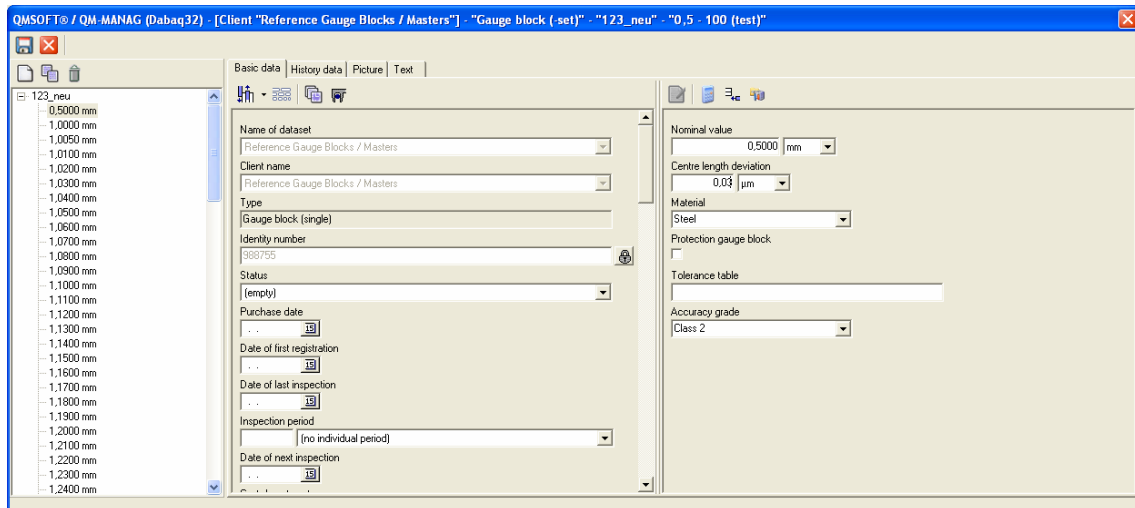 QMSOFT® / QM-MANAG (Dabaq32) - [Client "Reference Gauge Blocks / Masters"] - "Gauge block (-set)" - "123_neu" - "0,5 - 100 (test)"
Basic data
History data
Picture
Text
123_neu
0,5000 mm
1,0000 mm
1,0050 mm
1,0100 mm
1,0200 mm
1,0300 mm
1,0400 mm
1,0500 mm
1,0600 mm
1,0700 mm
1,0800 mm
1,0900 mm
1,1000 mm
1,1100 mm
1,1200 mm
1,1300 mm
1,1400 mm
1,1500 mm
1,1600 mm
1,1700 mm
1,1800 mm
1,1900 mm
1,2000 mm
1,2100 mm
1,2200 mm
1,2300 mm
1,2400 mm
Name of dataset
Reference Gauge Blocks / Masters
Client name
Reference Gauge Blocks / Masters
Type
Gauge block (single)
Identity number
988755
Status
(empty)
Purchase date
. . 15
Date of first registration
. . 15
Date of last inspection
. . 15
Inspection period
(no individual period)
Date of next inspection
. . 15
Nominal value
0,5000 mm
Centre length deviation
0,03 µm
Material
Steel
Protection gauge block
Tolerance table
Accuracy grade
Class 2